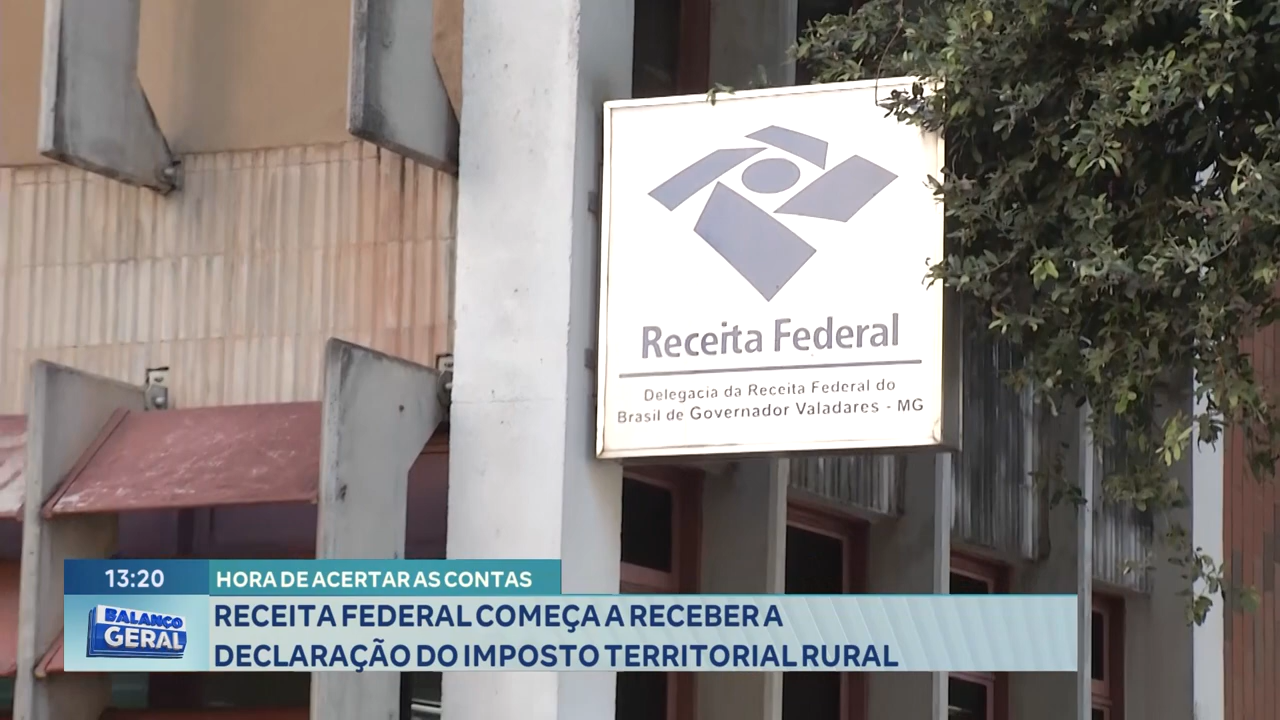 Receita Federal
Delegacia da Receita Federal do
Brasil de Governador Valadares - MG
13:20
HORA DE ACERTAR AS CONTAS
BALANÇO
GERAL
RECEITA FEDERAL COMEÇA A RECEBER A
DECLARAÇÃO DO IMPOSTO TERRITORIAL RURAL